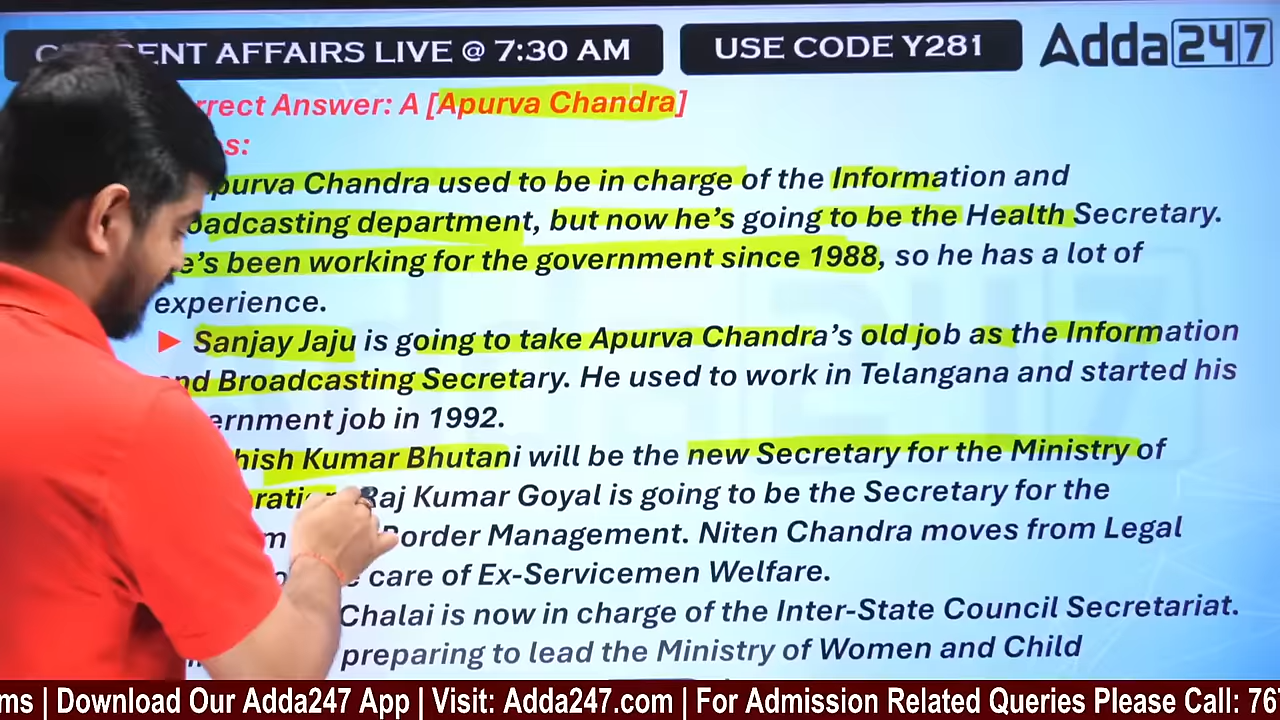 CURRENT AFFAIRS LIVE @ 7:30 AM
USE CODE Y281
Adda247
rrect Answer: A [Apurva Chandra]
s:
purva Chandra used to be in charge of the Information and
oadcasting department, but now he's going to be the Health Secretary.
e's been working for the government since 1988, so he has a lot of
experience.
► Sanjay Jaju is going to take Apurva Chandra's old job as the Information
nd Broadcasting Secretary. He used to work in Telangana and started his
ernment job in 1992.
hish Kumar Bhutani will be the new Secretary for the Ministry of
Raj Kumar Goyal is going to be the Secretary for the
Border Management. Niten Chandra moves from Legal
care of Ex-Servicemen Welfare.
Chalai is now in charge of the Inter-State Council Secretariat.
preparing to lead the Ministry of Women and Child
ms | Download Our Adda247 App | Visit: Adda247.com | For Admission Related Queries Please Call: 76